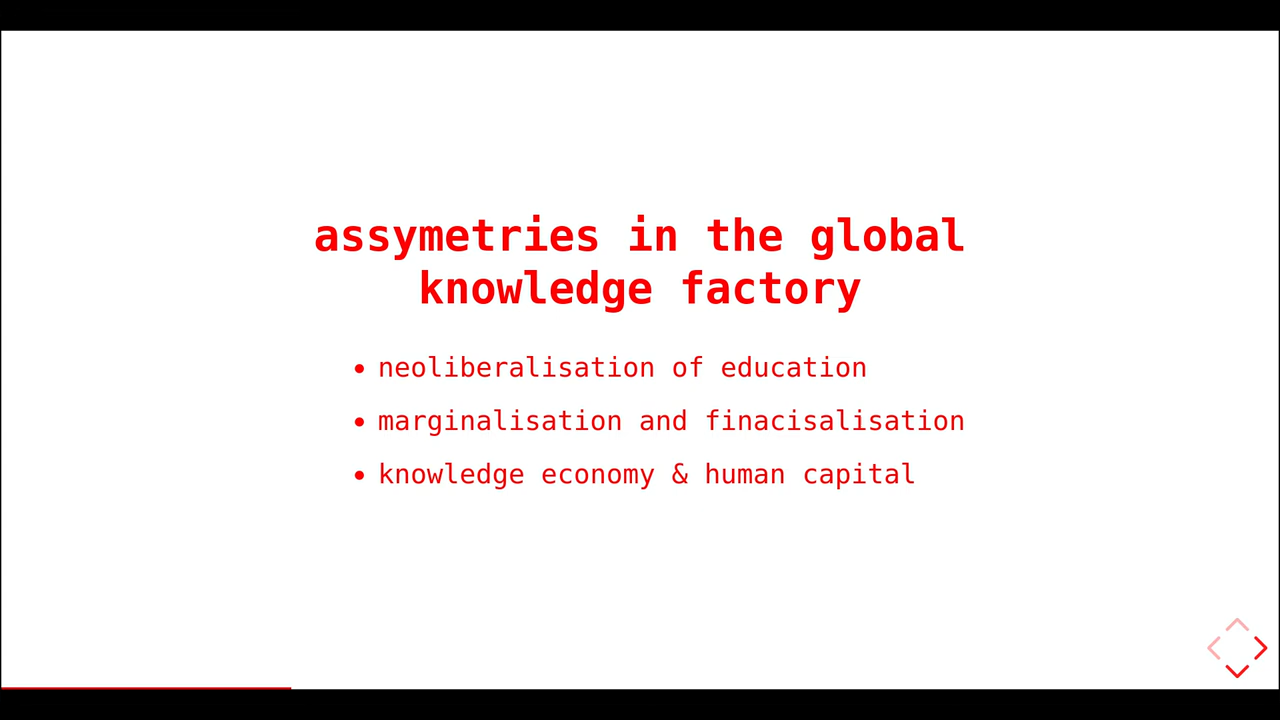 assymetries in the global
knowledge factory
• neoliberalisation of education
• marginalisation and finacisalisation
• knowledge economy & human capital